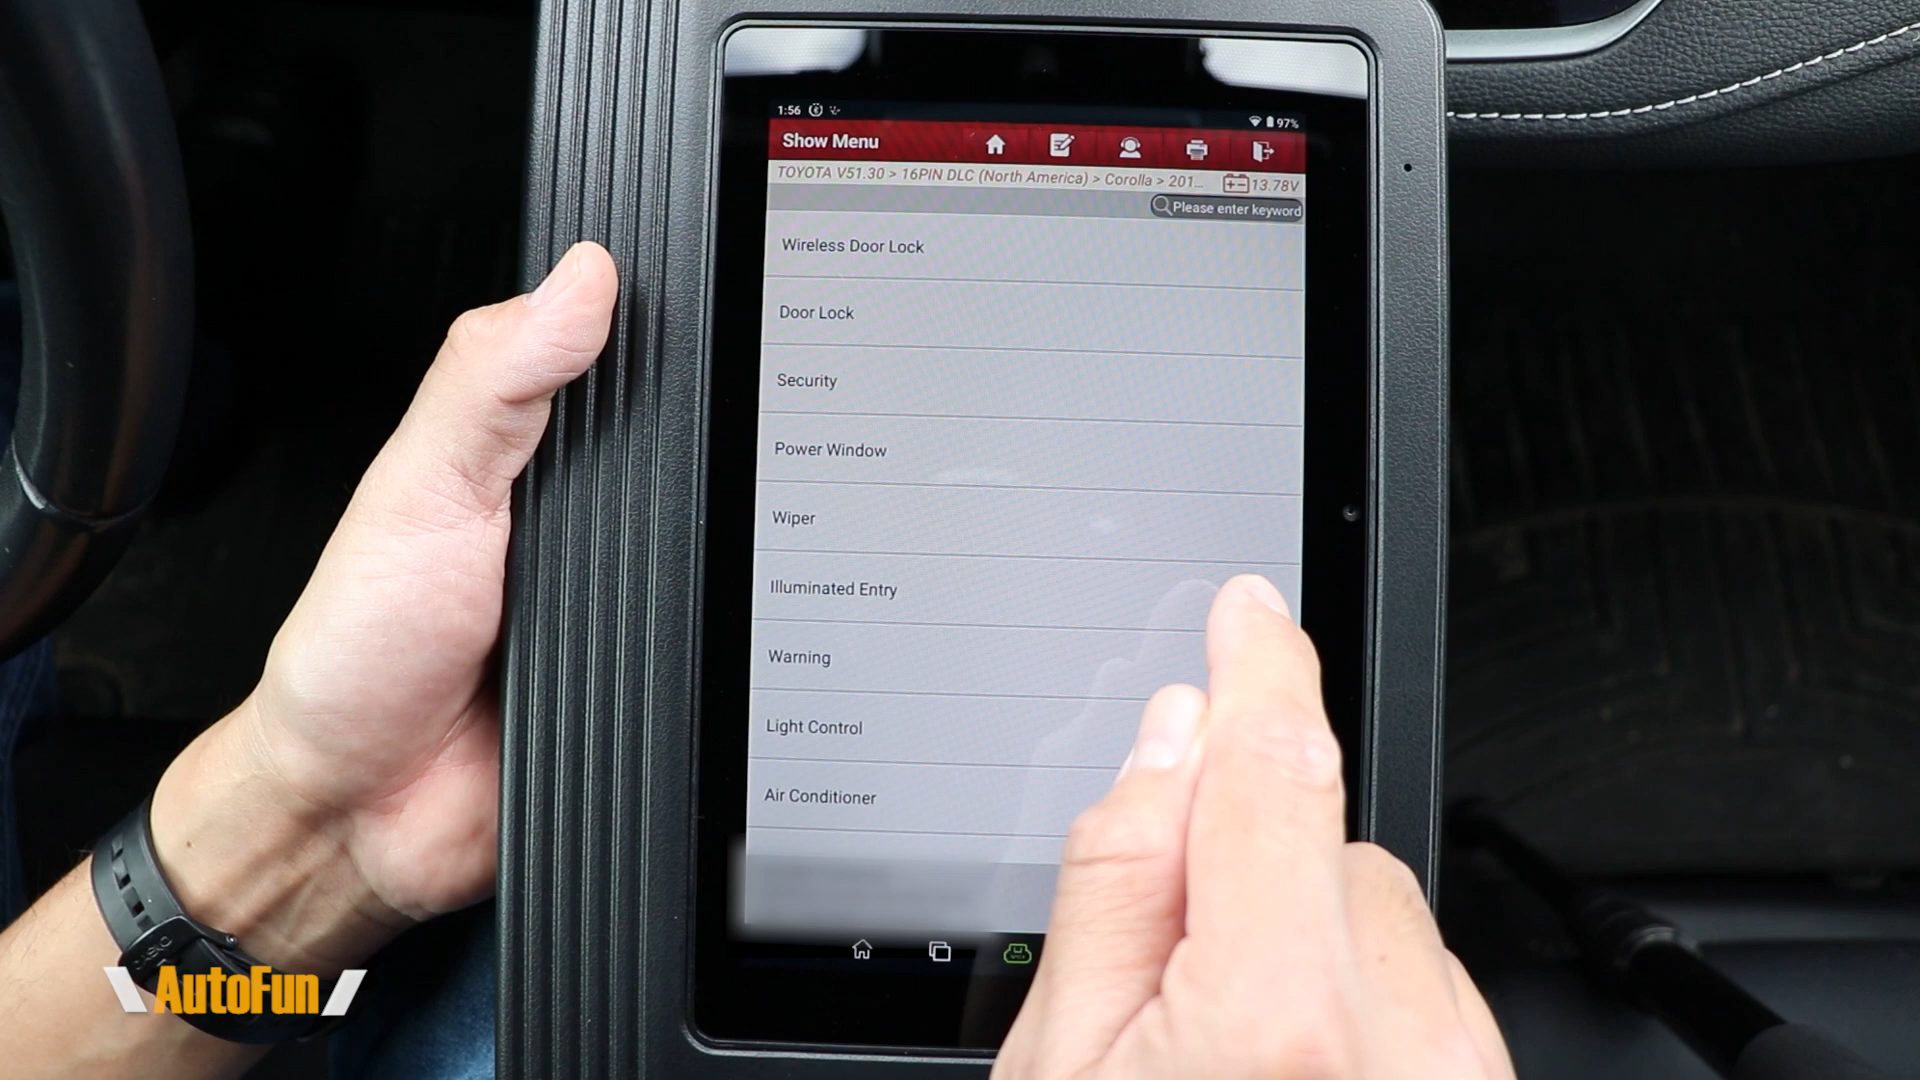 1:56
97%
Show Menu
TOYOTA V51.30 > 16PIN DLC (North America) > Corolla > 201...
13.78V
Please enter keyword
Wireless Door Lock
Door Lock
Security
Power Window
Wiper
Illuminated Entry
Warning
Light Control
Air Conditioner
AutoFun